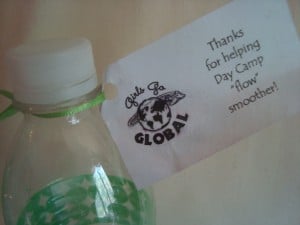 Girls Go
GLOBAL
Thanks
for helping
Day Camp
"flow"
smoother!